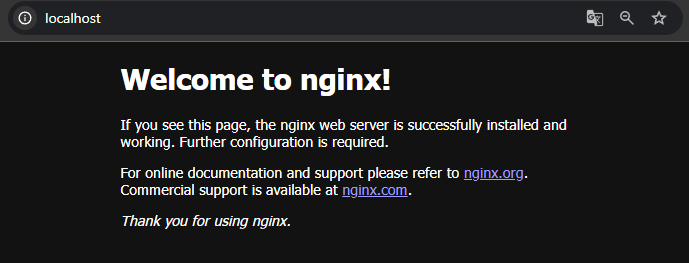 localhost
Welcome to nginx!
If you see this page, the nginx web server is successfully installed and
working. Further configuration is required.
For online documentation and support please refer to nginx.org.
Commercial support is available at nginx.com.
Thank you for using nginx.